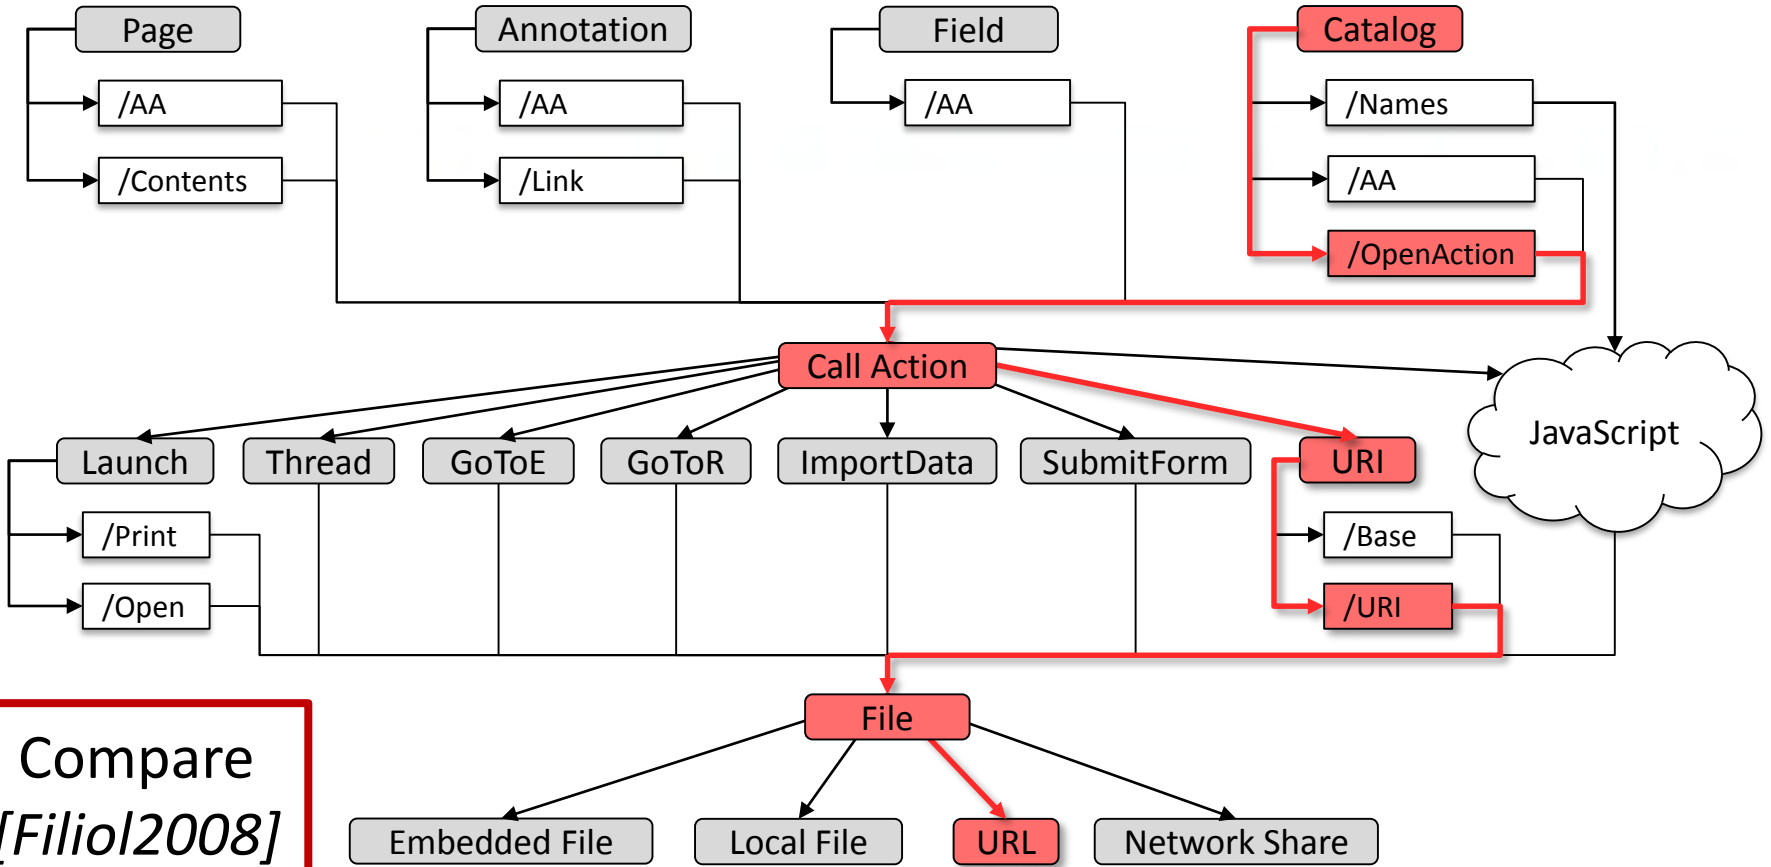 Page
Annotation
Field
Catalog
/AA
/AA
/AA
/Names
/Contents
/Link
/AA
/OpenAction
Call Action
JavaScript
Launch
Thread
GoToE
GoToR
ImportData
SubmitForm
URI
/Print
/Base
/Open
/URI
File
Compare
[Filiol2008]
Embedded File
Local File
URL
Network Share